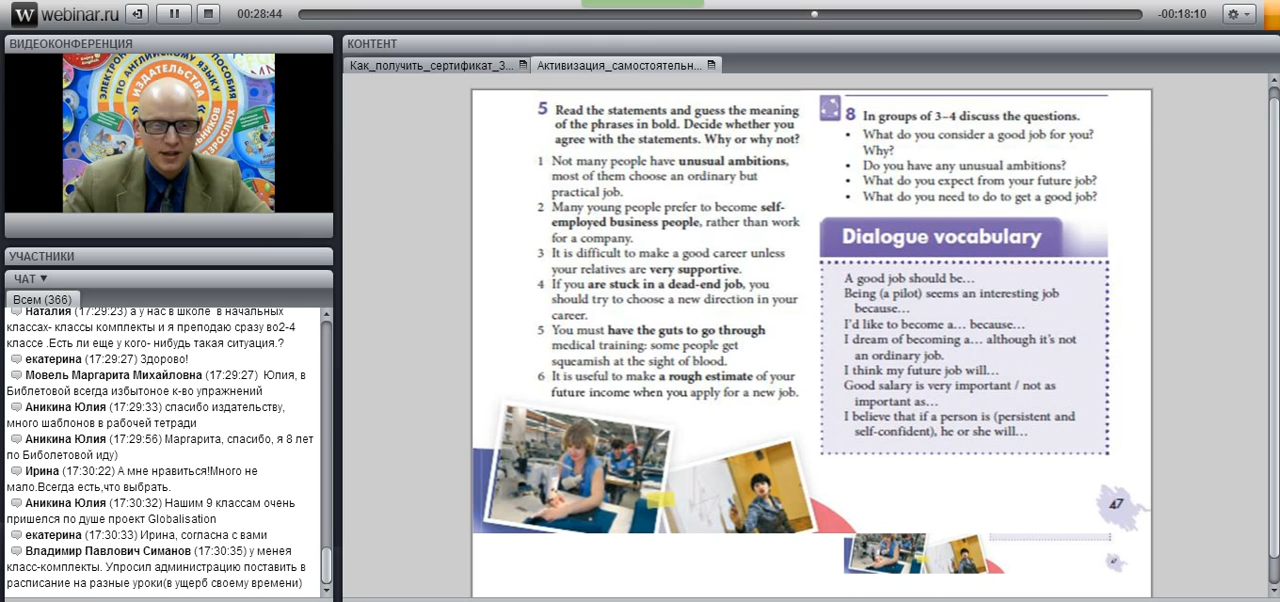 webinar.ru
00:28:44
-00:18:10
ВИДЕОКОНФЕРЕНЦИЯ
ЭЛЕКТРОН
ПОСОБИЯ
ПО АНГЛИЙСКОМУ ЯЗЫКУ
ИЗДАТЕЛЬСТВА
ЗРОСЛЫХ
УЧАСТНИКИ
ЧАТ ▼
Всем (366)
Наталия (17:29:23) а у нас в школе в начальных
классах- классы комплекты и я преподаю сразу во2-4
классе .Есть ли еще у кого- нибудь такая ситуация.?
екатерина (17:29:27) Здорово!
Мовель Маргарита Михайловна (17:29:27) Юлия, в
Библетовой всегда избытоное к-во упражнений
Аникина Юлия (17:29:33) спасибо издательству,
много шаблонов в рабочей тетради
Аникина Юлия (17:29:56) Маргарита, спасибо, я 8 лет
по Биболетовой иду)
Ирина (17:30:22) А мне нравиться!Много не
мало.Всегда есть,что выбрать.
Аникина Юлия (17:30:32) Нашим 9 классам очень
пришелся по душе проект Globalisation
екатерина (17:30:33) Ирина, согласна с вами
Владимир Павлович Симанов (17:30:35) у менея
класс-комплекты. Упросил администрацию поставить в
расписание на разные уроки(в ущерб своему времени)
КОНТЕНТ
Как_получить_сертификат_3...
Активизация_самостоятельн...
5 Read the statements and guess the meaning
of the phrases in bold. Decide whether you
agree with the statements. Why or why not?
1 Not many people have unusual ambitions,
most of them choose an ordinary but
practical job.
2 Many young people prefer to become self-
employed business people, rather than work
for a company.
3 It is difficult to make a good career unless
your relatives are very supportive.
4 If you are stuck in a dead-end job, you
should try to choose a new direction in your
career.
5 You must have the guts to go through
medical training: some people get
squeamish at the sight of blood.
6 It is useful to make a rough estimate of your
future income when you apply for a new job.
8 In groups of 3–4 discuss the questions.
• What do you consider a good job for you?
Why?
• Do you have any unusual ambitions?
• What do you expect from your future job?
• What do you need to do to get a good job?
Dialogue vocabulary
A good job should be...
Being (a pilot) seems an interesting job
because...
I'd like to become a... because...
I dream of becoming a... although it's not
an ordinary job.
I think my future job will...
Good salary is very important / not as
important as...
I believe that if a person is (persistent and
self-confident), he or she will...
47